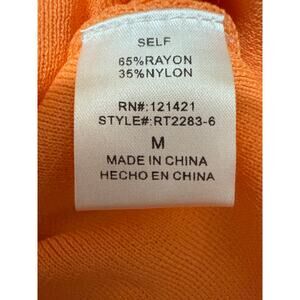 SELF
65%RAYON
35%NYLON
RN#:121421
STYLE#:RT2283-6
M
MADE IN CHINA
HECHO EN CHINA